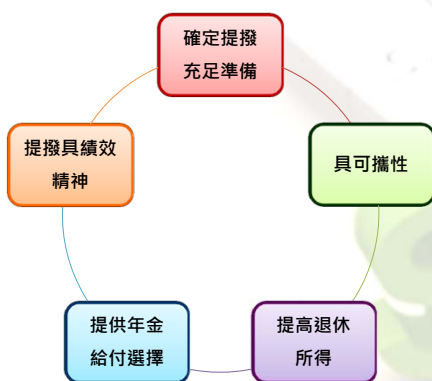 確定提撥
充足準備
具可攜性
提高退休
所得
提供年金
給付選擇
提撥具績效
精神